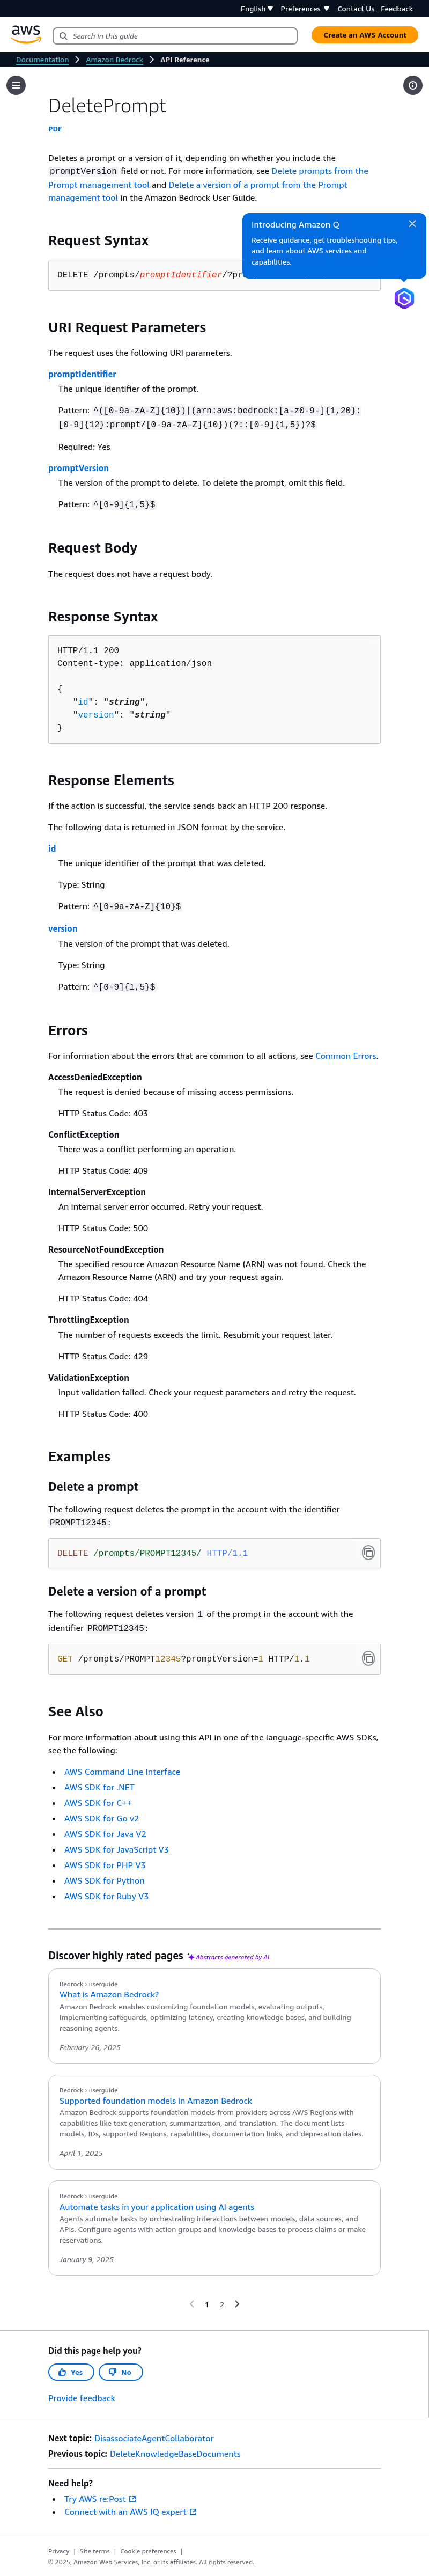 English Preferences Contact Us Feedback
aws Search in this guide Create an AWS Account
Documentation Amazon Bedrock API Reference
DeletePrompt
PDF
Deletes a prompt or a version of it, depending on whether you include the
promptVersion field or not. For more information, see Delete prompts from the
Prompt management tool and Delete a version of a prompt from the Prompt
management tool in the Amazon Bedrock User Guide.
Introducing Amazon Q
Receive guidance, get troubleshooting tips,
and learn about AWS services and
capabilities.
Request Syntax
DELETE /prompts/promptIdentifier/?pro
URI Request Parameters
The request uses the following URI parameters.
promptIdentifier
The unique identifier of the prompt.
Pattern: ^([0-9a-zA-Z]{10})|(arn:aws:bedrock:[a-z0-9-]{1,20}:
[0-9]{12}:prompt/[0-9a-zA-Z]{10})(?::[0-9]{1,5})?$
Required: Yes
promptVersion
The version of the prompt to delete. To delete the prompt, omit this field.
Pattern: ^[0-9]{1,5}$
Request Body
The request does not have a request body.
Response Syntax
HTTP/1.1 200
Content-type: application/json
{
"id": "string",
"version": "string"
}
Response Elements
If the action is successful, the service sends back an HTTP 200 response.
The following data is returned in JSON format by the service.
id
The unique identifier of the prompt that was deleted.
Type: String
Pattern: ^[0-9a-zA-Z]{10}$
version
The version of the prompt that was deleted.
Type: String
Pattern: ^[0-9]{1,5}$
Errors
For information about the errors that are common to all actions, see Common Errors.
AccessDeniedException
The request is denied because of missing access permissions.
HTTP Status Code: 403
ConflictException
There was a conflict performing an operation.
HTTP Status Code: 409
InternalServerException
An internal server error occurred. Retry your request.
HTTP Status Code: 500
ResourceNotFoundException
The specified resource Amazon Resource Name (ARN) was not found. Check the
Amazon Resource Name (ARN) and try your request again.
HTTP Status Code: 404
ThrottlingException
The number of requests exceeds the limit. Resubmit your request later.
HTTP Status Code: 429
ValidationException
Input validation failed. Check your request parameters and retry the request.
HTTP Status Code: 400
Examples
Delete a prompt
The following request deletes the prompt in the account with the identifier
PROMPT12345:
DELETE /prompts/PROMPT12345/ HTTP/1.1
Delete a version of a prompt
The following request deletes version 1 of the prompt in the account with the
identifier PROMPT12345:
GET /prompts/PROMPT12345?promptVersion=1 HTTP/1.1
See Also
For more information about using this API in one of the language-specific AWS SDKs,
see the following:
• AWS Command Line Interface
• AWS SDK for .NET
• AWS SDK for C++
• AWS SDK for Go v2
• AWS SDK for Java V2
• AWS SDK for JavaScript V3
• AWS SDK for PHP V3
• AWS SDK for Python
• AWS SDK for Ruby V3
Discover highly rated pages Abstracts generated by AI
Bedrock › userguide
What is Amazon Bedrock?
Amazon Bedrock enables customizing foundation models, evaluating outputs,
implementing safeguards, optimizing latency, creating knowledge bases, and building
reasoning agents.
February 26, 2025
Bedrock › userguide
Supported foundation models in Amazon Bedrock
Amazon Bedrock supports foundation models from providers across AWS Regions with
capabilities like text generation, summarization, and translation. The document lists
models, IDs, supported Regions, capabilities, documentation links, and deprecation dates.
April 1, 2025
Bedrock › userguide
Automate tasks in your application using AI agents
Agents automate tasks by orchestrating interactions between models, data sources, and
APIs. Configure agents with action groups and knowledge bases to process claims or make
reservations.
January 9, 2025
1 2
Did this page help you?
Yes No
Provide feedback
Next topic: DisassociateAgentCollaborator
Previous topic: DeleteKnowledgeBaseDocuments
Need help?
• Try AWS re:Post
• Connect with an AWS IQ expert
Privacy | Site terms | Cookie preferences |
© 2025, Amazon Web Services, Inc. or its affiliates. All rights reserved.